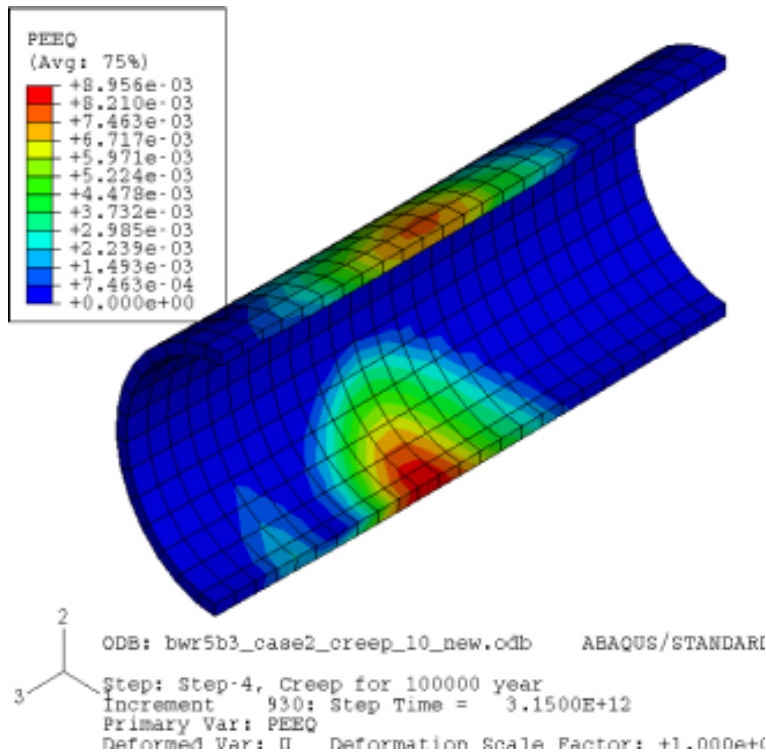 PEEQ
(Avg: 75%)
+8.956e-03
+8.210e-03
+7.463e-03
+6.717e-03
+5.971e-03
+5.224e-03
+4.478e-03
+3.732e-03
+2.985e-03
+2.239e-03
+1.493e-03
+7.463e-04
+0.000e+00
2
3
ODB: bwr5b3_case2_creep_10_new.odb ABAQUS/STANDARD
Step: Step-4, Creep for 100000 year
Increment 930: Step Time = 3.1500E+12
Primary Var: PEEQ
Deformed Var: U Deformation Scale Factor: